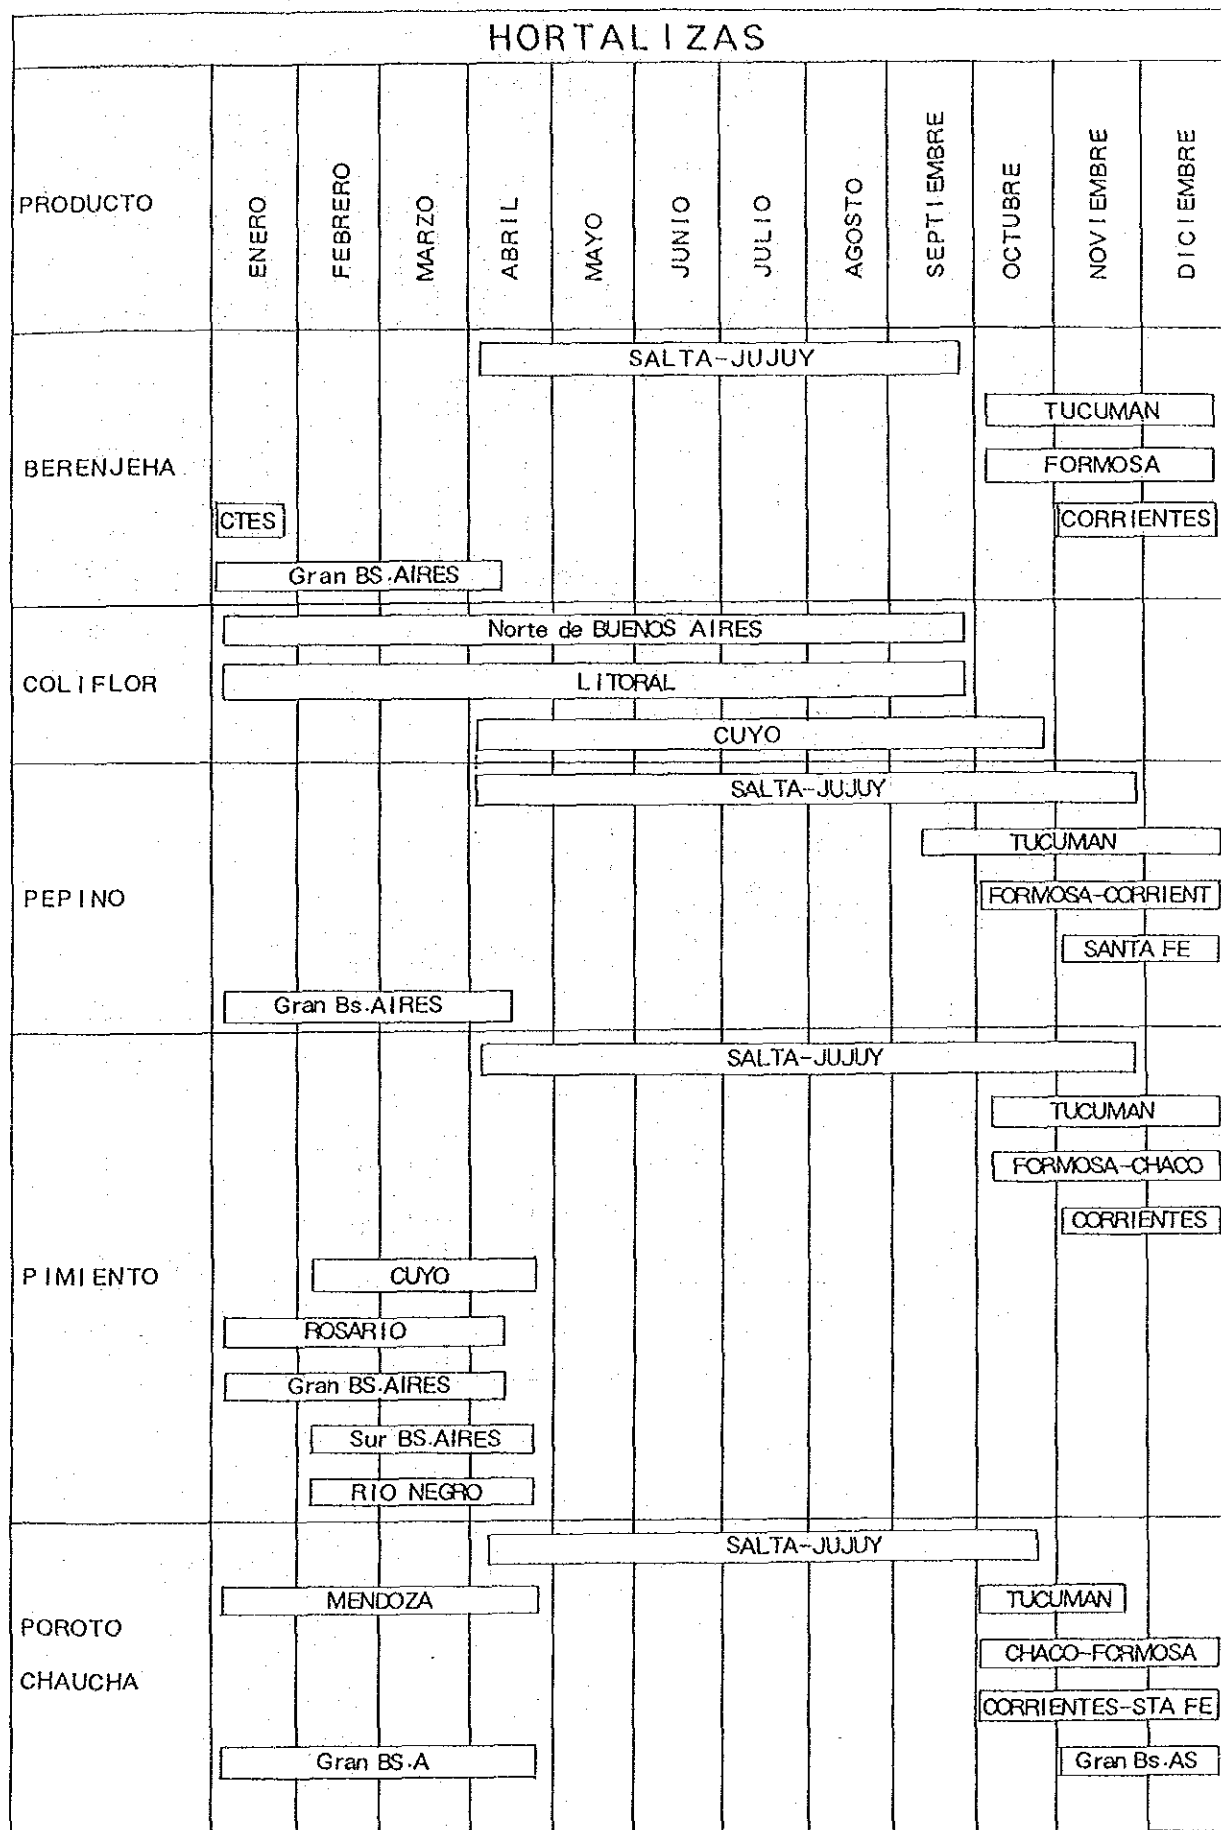 HORTALIZAS
PRODUCTO
ENERO
FEBRERO
MARZO
ABRIL
MAYO
JUNIO
JULIO
AGOSTO
SEPTIEMBRE
OCTUBRE
NOVIEMBRE
DICIEMBRE
SALTA-JUJUY
TUCUMAN
BERENJEHA
FORMOSA
CTES
CORRIENTES
Gran BS.AIRES
Norte de BUENOS AIRES
COLIFLOR
LITORAL
CUYO
SALTA-JUJUY
TUCUMAN
PEPINO
FORMOSA-CORRIENT
SANTA FE
Gran Bs.AIRES
SALTA-JUJUY
TUCUMAN
FORMOSA-CHACO
CORRIENTES
PIMIENTO
CUYO
ROSARIO
Gran BS.AIRES
Sur BS.AIRES
RIO NEGRO
SALTA-JUJUY
MENDOZA
TUCUMAN
POROTO
CHACO-FORMOSA
CHAUCHA
CORRIENTES-STA FE
Gran BS.A
Gran Bs.AS